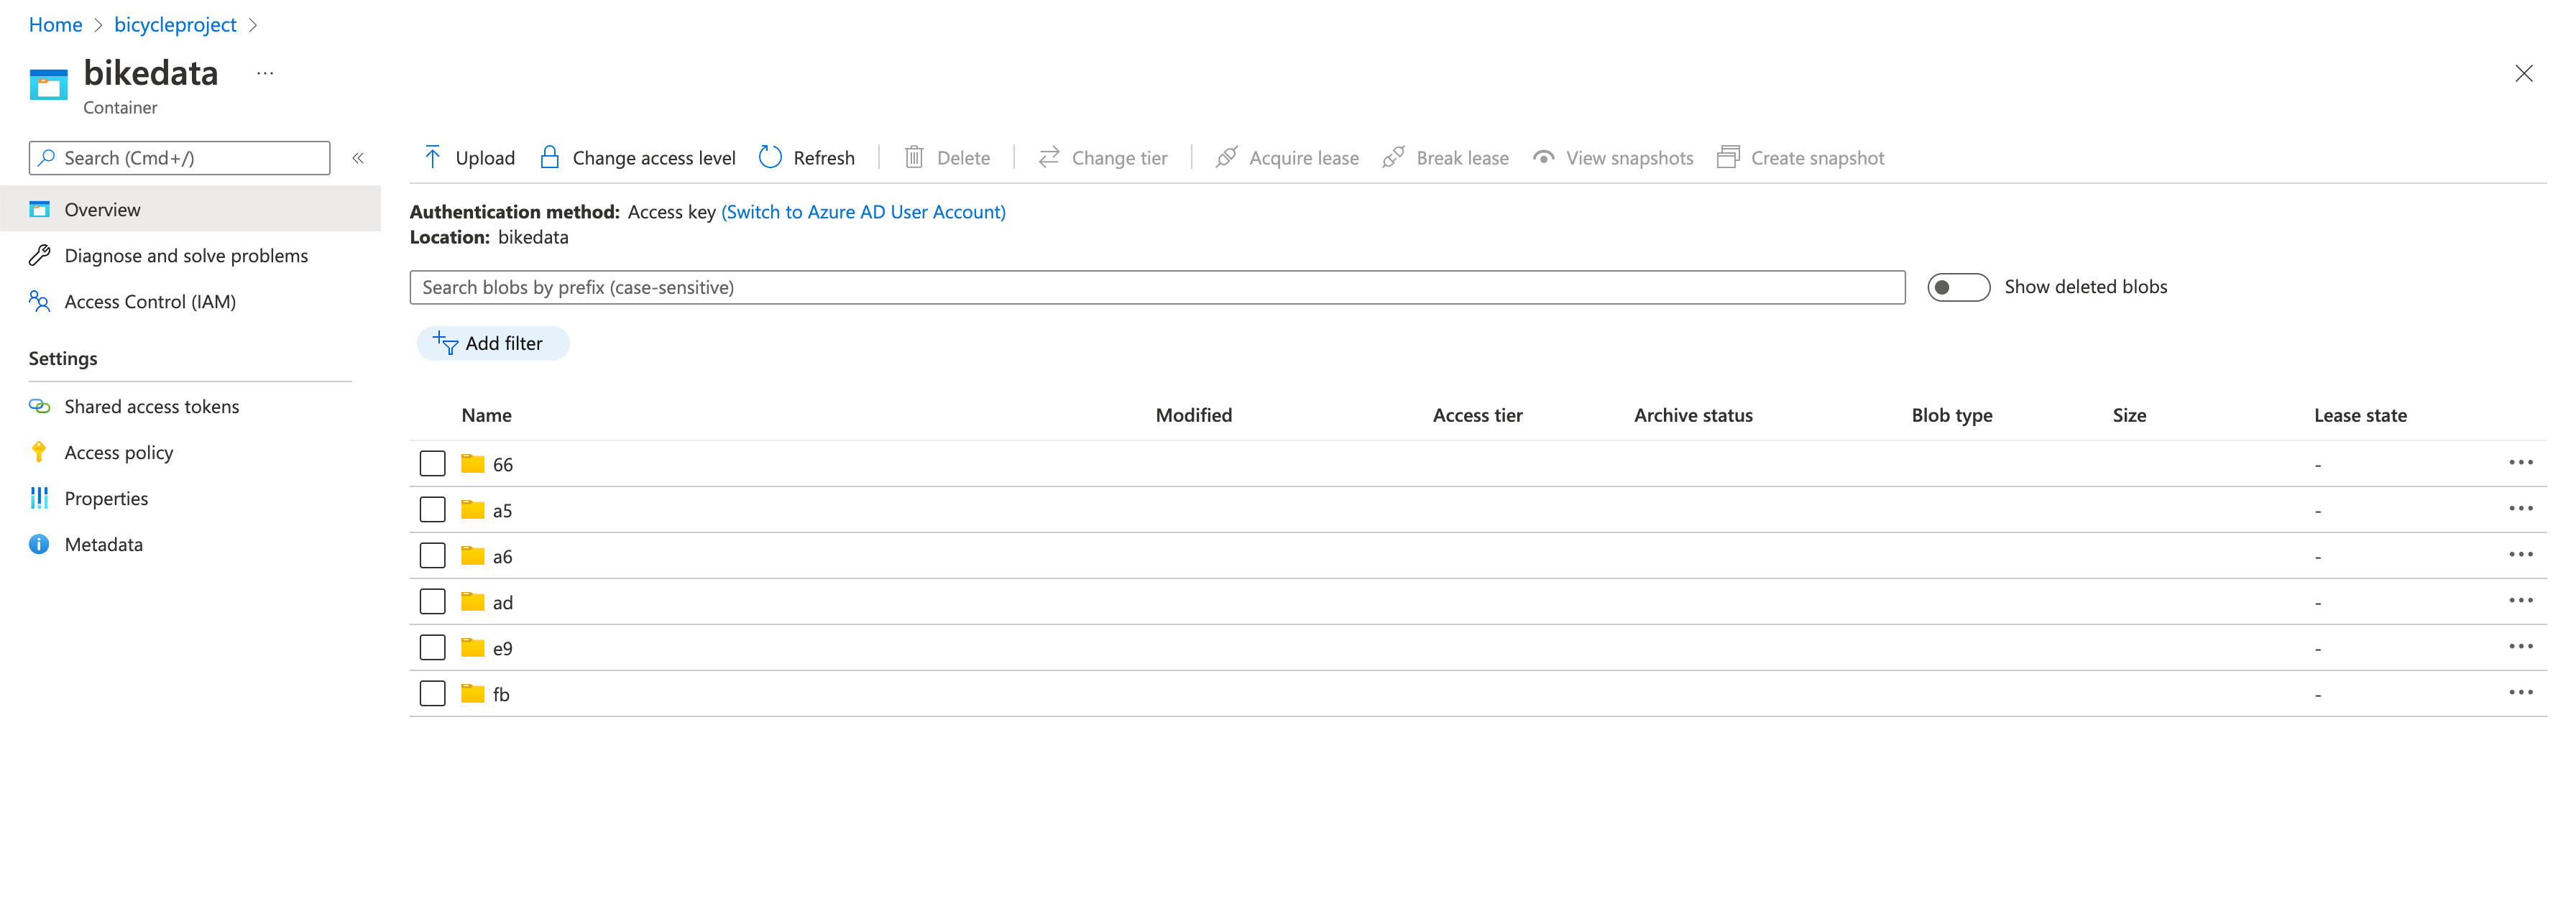 Home > bicycleproject >
bikedata ...
Container
Search (Cmd+/) «
Overview
Diagnose and solve problems
Access Control (IAM)
Settings
Shared access tokens
Access policy
Properties
Metadata
Upload Change access level Refresh Delete Change tier Acquire lease Break lease View snapshots Create snapshot
Authentication method: Access key (Switch to Azure AD User Account)
Location: bikedata
Search blobs by prefix (case-sensitive) Show deleted blobs
Add filter
Name Modified Access tier Archive status Blob type Size Lease state
66 - ...
a5 - ...
a6 - ...
ad - ...
e9 - ...
fb - ...